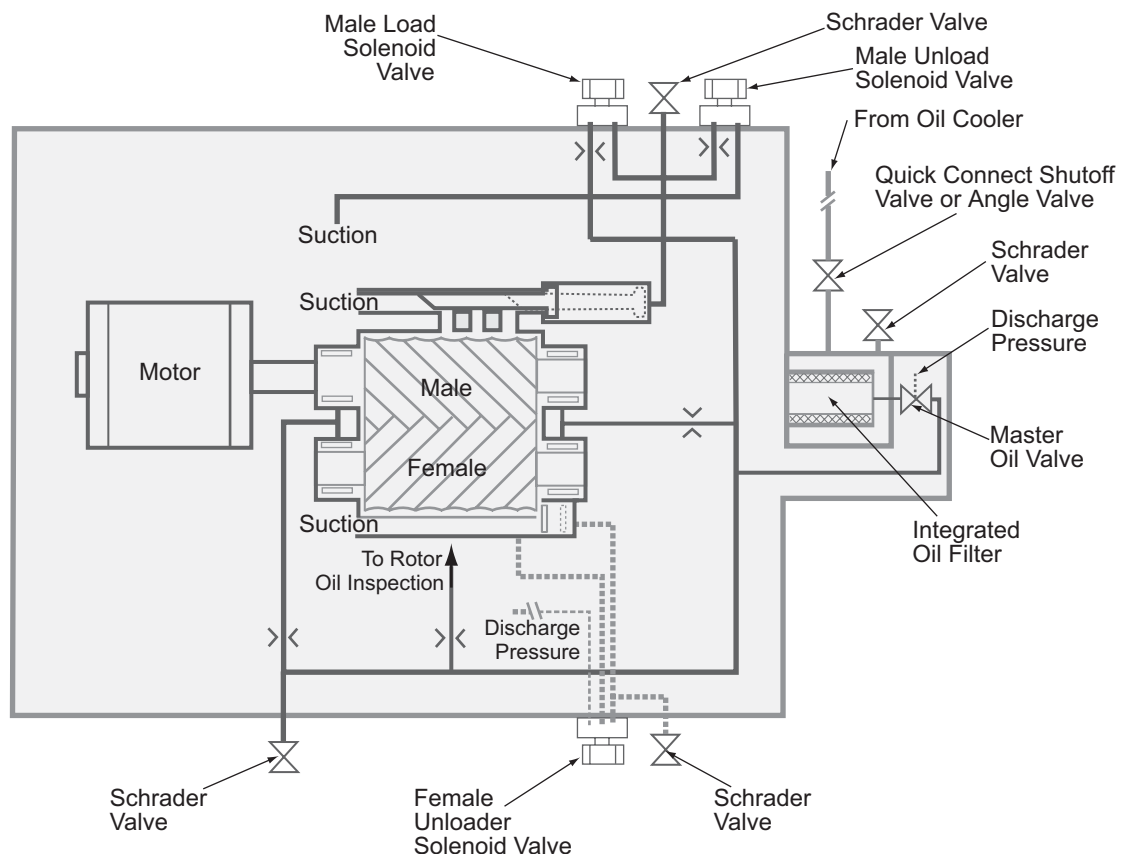 Male Load
Solenoid
Valve
Schrader Valve
Male Unload
Solenoid Valve
From Oil Cooler
Quick Connect Shutoff
Valve or Angle Valve
Suction
Schrader
Valve
Suction
Discharge
Pressure
Motor
Male
Female
Master
Oil Valve
Suction
Integrated
Oil Filter
To Rotor
Oil Inspection
Discharge
Pressure
Schrader
Valve
Female
Unloader
Solenoid Valve
Schrader
Valve